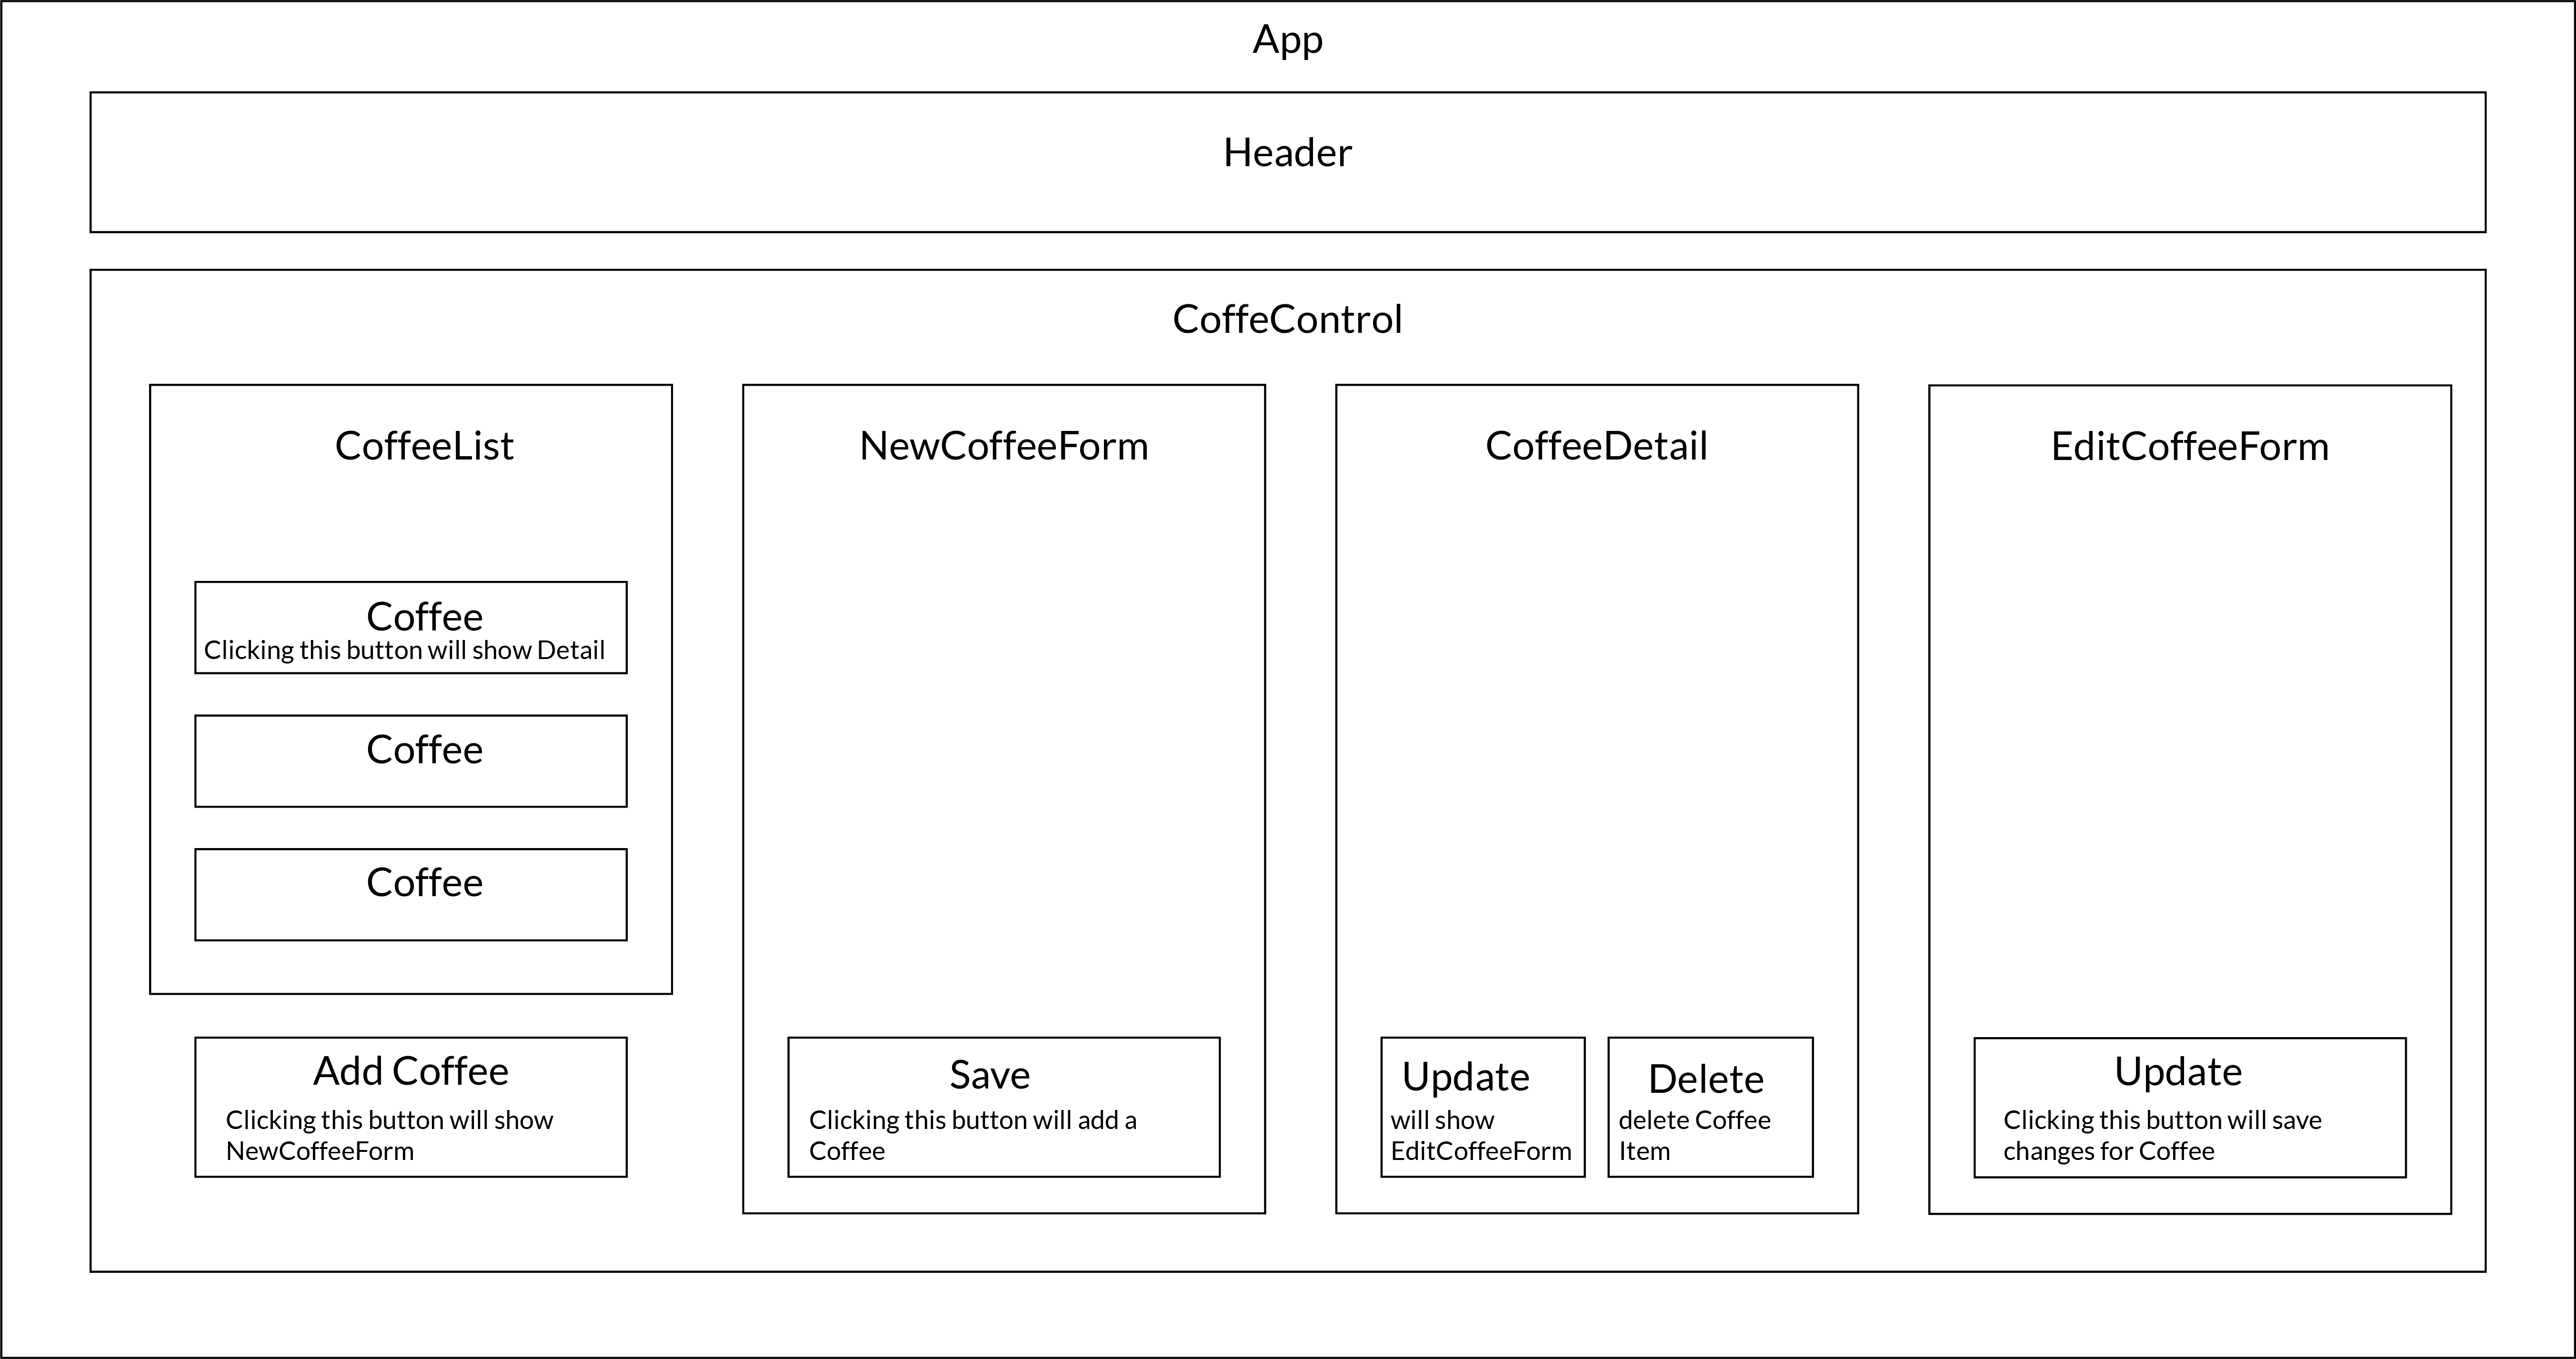 App
Header
CoffeControl
CoffeeList
Coffee
Clicking this button will show Detail
Coffee
Coffee
Add Coffee
Clicking this button will show
NewCoffeeForm
NewCoffeeForm
Save
Clicking this button will add a
Coffee
CoffeeDetail
Update
will show
EditCoffeeForm
Delete
delete Coffee
Item
EditCoffeeForm
Update
Clicking this button will save
changes for Coffee